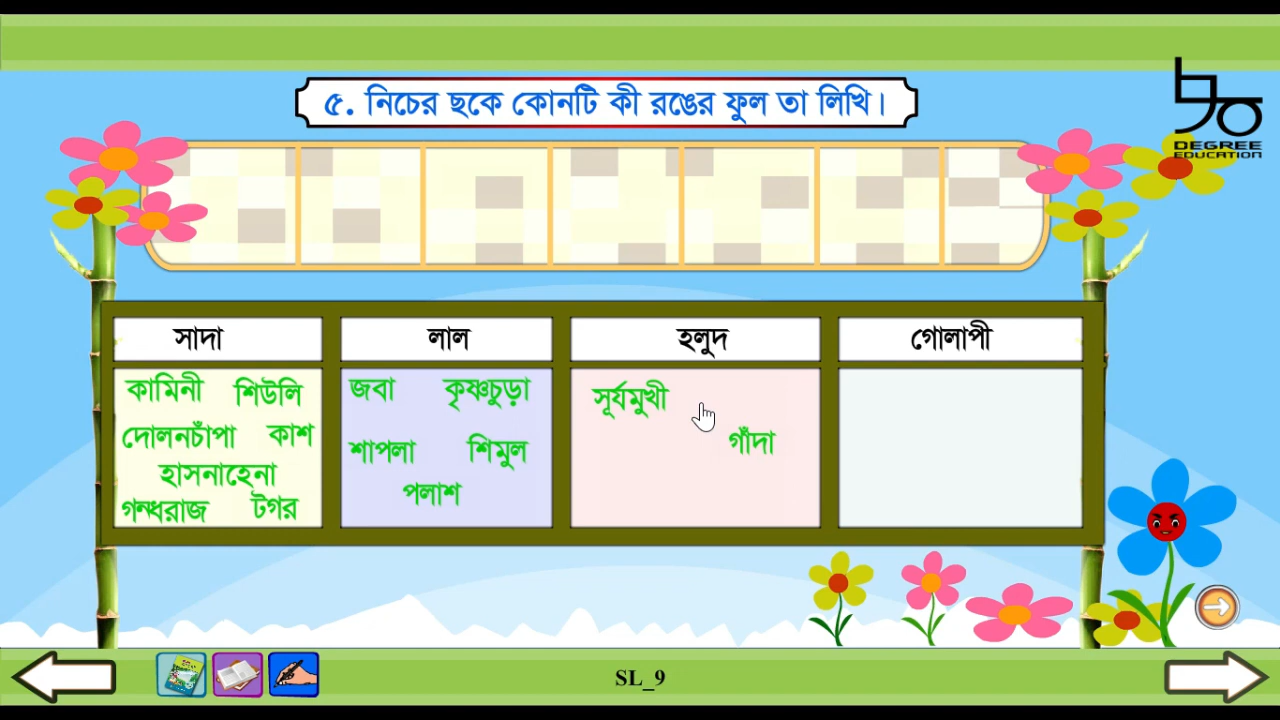 ৫. নিচের ছকে কোনটি কী রঙের ফুল তা লিখি।
DEGREE
EDUCATION
সাদা লাল হলুদ গোলাপী
কামিনী শিউলি
দোলনচাঁপা কাশ
হাসনাহেনা
গন্ধরাজ টগর
জবা কৃষ্ণচুড়া
শাপলা শিমুল
পলাশ
সূর্যমুখী
গাঁদা
SL_9